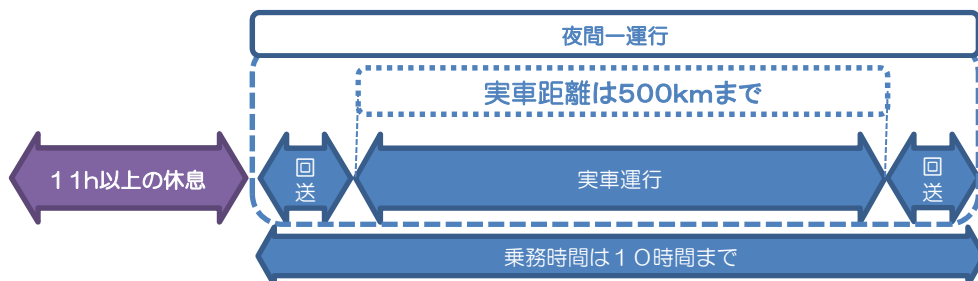 夜間一運行
実車距離は500kmまで
11h以上の休息
回送
実車運行
回送
乗務時間は10時間まで